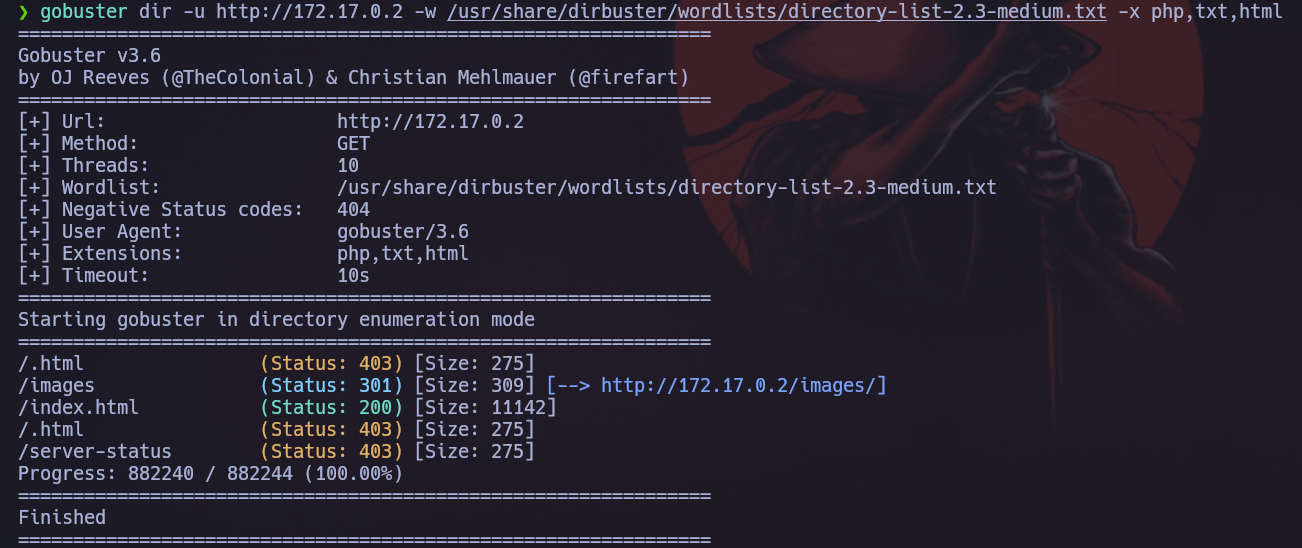 ❯ gobuster dir -u http://172.17.0.2 -w /usr/share/dirbuster/wordlists/directory-list-2.3-medium.txt -x php,txt,html
===============================================================
Gobuster v3.6
by OJ Reeves (@TheColonial) & Christian Mehlmauer (@firefart)
===============================================================
[+] Url:                     http://172.17.0.2
[+] Method:                  GET
[+] Threads:                 10
[+] Wordlist:                /usr/share/dirbuster/wordlists/directory-list-2.3-medium.txt
[+] Negative Status codes:   404
[+] User Agent:              gobuster/3.6
[+] Extensions:              php,txt,html
[+] Timeout:                 10s
===============================================================
Starting gobuster in directory enumeration mode
===============================================================
/.html                (Status: 403) [Size: 275]
/images               (Status: 301) [Size: 309] [--> http://172.17.0.2/images/]
/index.html           (Status: 200) [Size: 11142]
/.html                (Status: 403) [Size: 275]
/server-status        (Status: 403) [Size: 275]
Progress: 882240 / 882244 (100.00%)
===============================================================
Finished
===============================================================